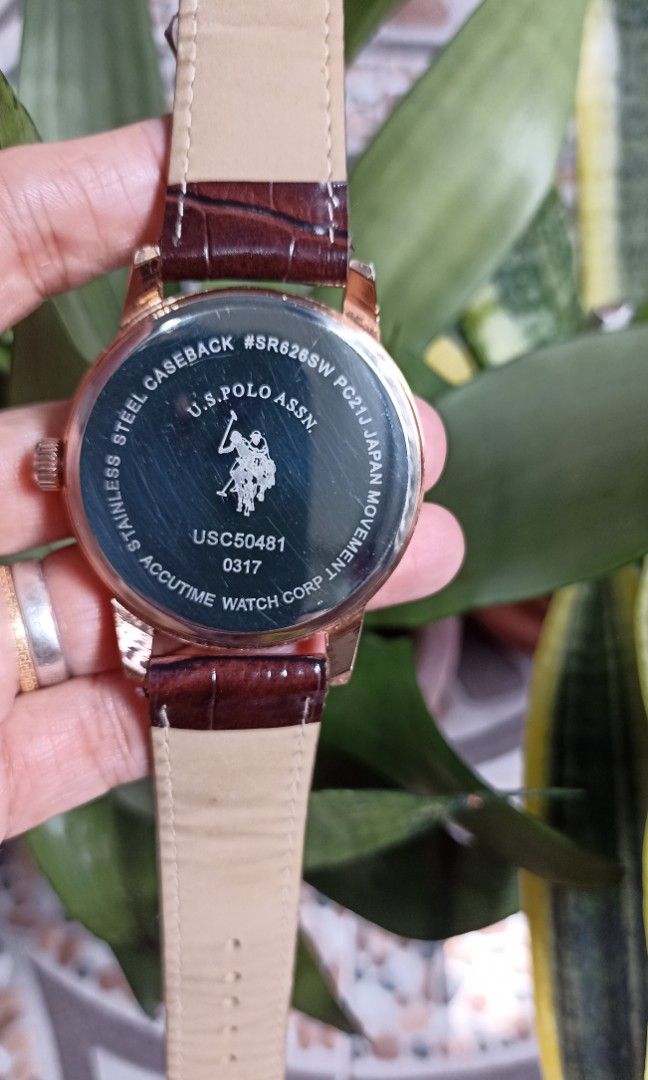 STAINLESS STEEL CASEBACK #SR626SW PC21J JAPAN MOVEMENT
ACCUTIME WATCH CORP
U.S.POLO ASSN.
USC50481
0317